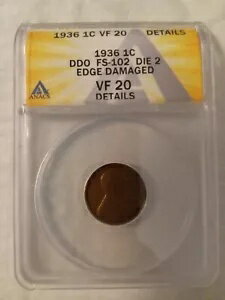 1936 1C VF 20 DETAILS
1936 1C
DDO FS-102 DIE 2
EDGE DAMAGED
VF 20
DETAILS
ANACS